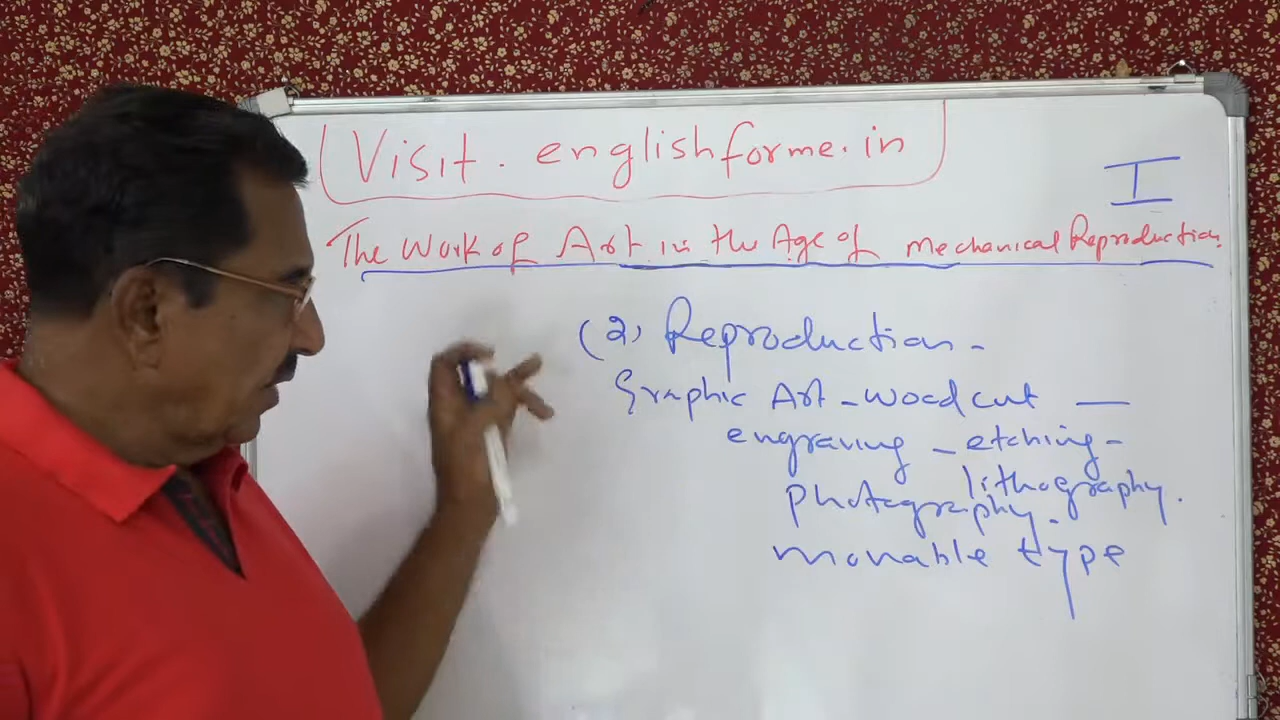 Visit. englishforme.in
I
The Work of Art in the Age of Mechanical Reproduction
(2) Reproduction -
Graphic Art - woodcut —
engraving - etching -
lithography.
photography.
movable type